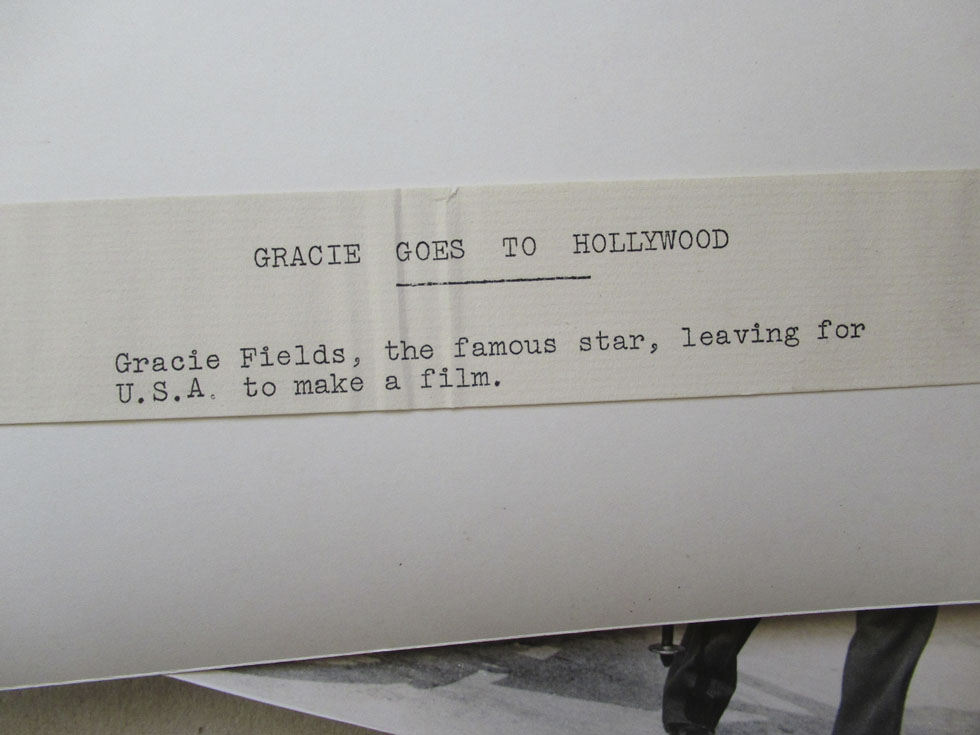 GRACIE GOES TO HOLLYWOOD
Gracie Fields, the famous star, leaving for
U.S.A. to make a film.